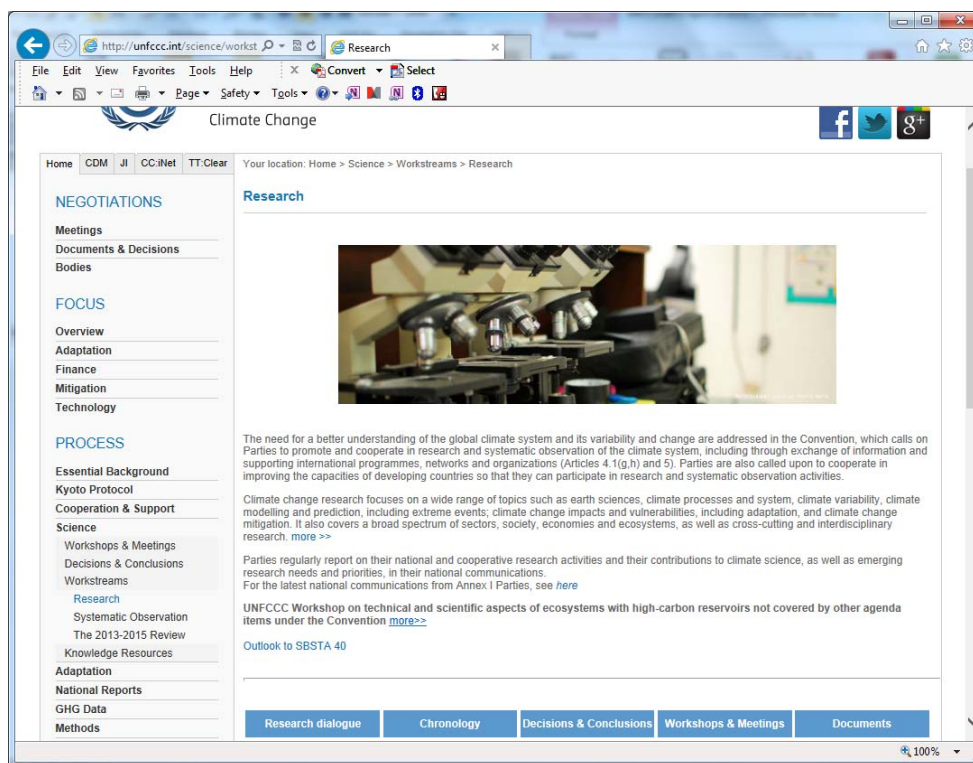 http://unfccc.int/science/workst
Research
File Edit View Favorites Tools Help
Convert Select
Page Safety Tools
Climate Change
f g+
Home CDM JI CC:iNet TT:Clear
Your location: Home > Science > Workstreams > Research
NEGOTIATIONS
Meetings
Documents & Decisions
Bodies
FOCUS
Overview
Adaptation
Finance
Mitigation
Technology
PROCESS
Essential Background
Kyoto Protocol
Cooperation & Support
Science
Workshops & Meetings
Decisions & Conclusions
Workstreams
Research
Systematic Observation
The 2013-2015 Review
Knowledge Resources
Adaptation
National Reports
GHG Data
Methods
Research
The need for a better understanding of the global climate system and its variability and change are addressed in the Convention, which calls on
Parties to promote and cooperate in research and systematic observation of the climate system, including through exchange of information and
supporting international programmes, networks and organizations (Articles 4.1(g,h) and 5). Parties are also called upon to cooperate in
improving the capacities of developing countries so that they can participate in research and systematic observation activities.
Climate change research focuses on a wide range of topics such as earth sciences, climate processes and system, climate variability, climate
modelling and prediction, including extreme events; climate change impacts and vulnerabilities, including adaptation, and climate change
mitigation. It also covers a broad spectrum of sectors, society, economies and ecosystems, as well as cross-cutting and interdisciplinary
research. more >>
Parties regularly report on their national and cooperative research activities and their contributions to climate science, as well as emerging
research needs and priorities, in their national communications.
For the latest national communications from Annex I Parties, see here
UNFCCC Workshop on technical and scientific aspects of ecosystems with high-carbon reservoirs not covered by other agenda
items under the Convention more>>
Outlook to SBSTA 40
Research dialogue Chronology Decisions & Conclusions Workshops & Meetings Documents
100%